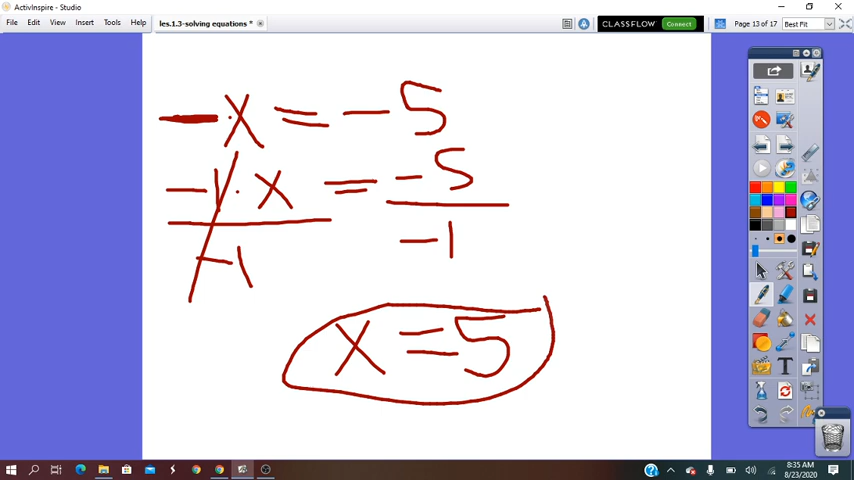 ActivInspire - Studio
File Edit View Insert Tools Help les.1.3-solving equations * CLASSFLOW Connect Page 13 of 17 Best Fit
-·x = -5
-1·x = -5
-1 -1
x = 5
T
8:35 AM
8/23/2020